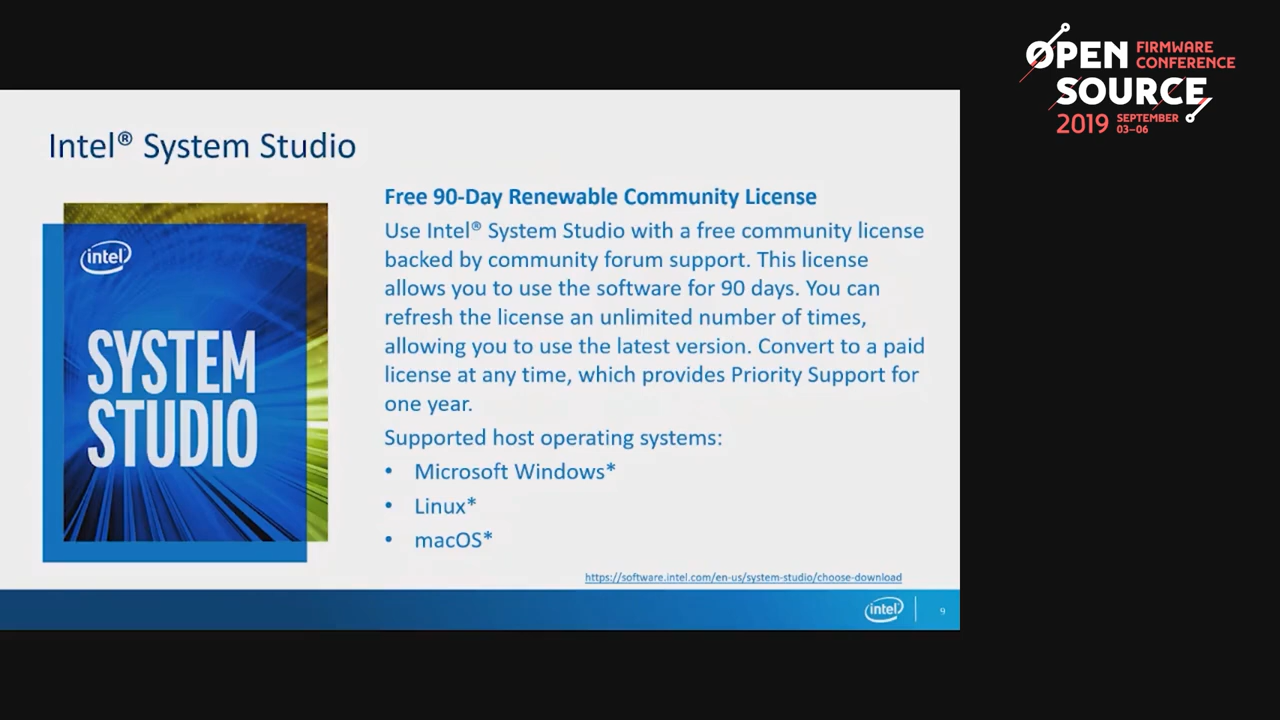 OPEN FIRMWARE
CONFERENCE
SOURCE
2019 SEPTEMBER
03–06
Intel® System Studio
intel
SYSTEM
STUDIO
Free 90-Day Renewable Community License
Use Intel® System Studio with a free community license
backed by community forum support. This license
allows you to use the software for 90 days. You can
refresh the license an unlimited number of times,
allowing you to use the latest version. Convert to a paid
license at any time, which provides Priority Support for
one year.
Supported host operating systems:
• Microsoft Windows*
• Linux*
• macOS*
https://software.intel.com/en-us/system-studio/choose-download
intel 9